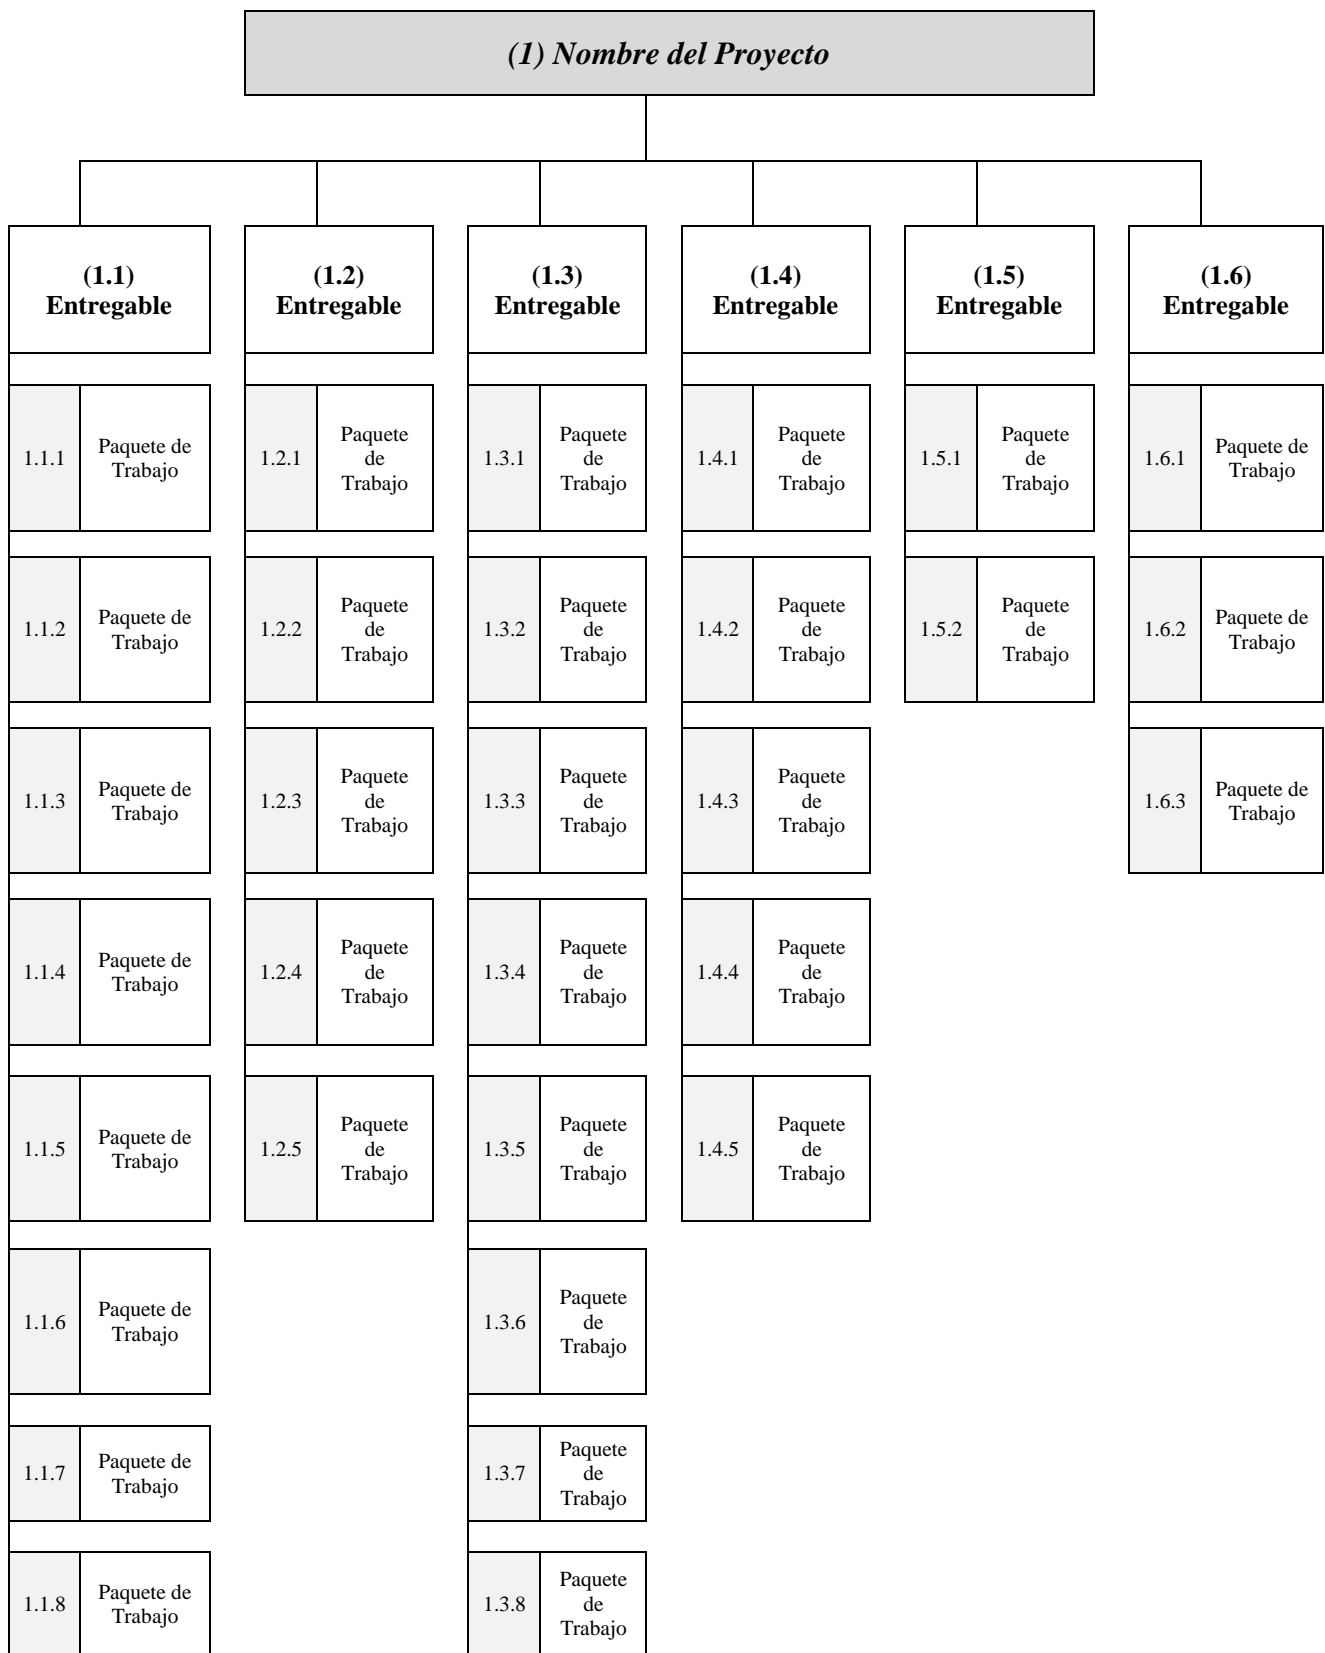 (1) Nombre del Proyecto
(1.1)
Entregable
(1.2)
Entregable
(1.3)
Entregable
(1.4)
Entregable
(1.5)
Entregable
(1.6)
Entregable
1.1.1
Paquete de
Trabajo
1.2.1
Paquete
de
Trabajo
1.3.1
Paquete
de
Trabajo
1.4.1
Paquete
de
Trabajo
1.5.1
Paquete
de
Trabajo
1.6.1
Paquete de
Trabajo
1.1.2
Paquete de
Trabajo
1.2.2
Paquete
de
Trabajo
1.3.2
Paquete
de
Trabajo
1.4.2
Paquete
de
Trabajo
1.5.2
Paquete
de
Trabajo
1.6.2
Paquete de
Trabajo
1.1.3
Paquete de
Trabajo
1.2.3
Paquete
de
Trabajo
1.3.3
Paquete
de
Trabajo
1.4.3
Paquete
de
Trabajo
1.6.3
Paquete de
Trabajo
1.1.4
Paquete de
Trabajo
1.2.4
Paquete
de
Trabajo
1.3.4
Paquete
de
Trabajo
1.4.4
Paquete
de
Trabajo
1.1.5
Paquete de
Trabajo
1.2.5
Paquete
de
Trabajo
1.3.5
Paquete
de
Trabajo
1.4.5
Paquete
de
Trabajo
1.1.6
Paquete de
Trabajo
1.3.6
Paquete
de
Trabajo
1.1.7
Paquete de
Trabajo
1.3.7
Paquete
de
Trabajo
1.1.8
Paquete de
Trabajo
1.3.8
Paquete
de
Trabajo